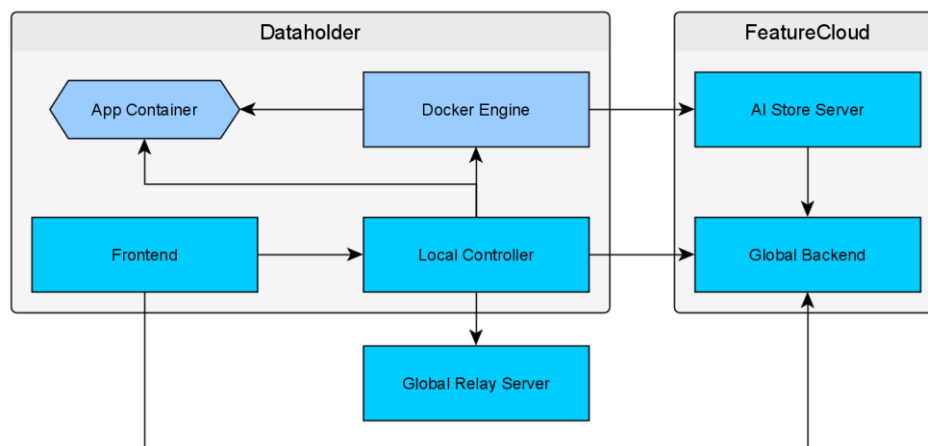 Dataholder
FeatureCloud
App Container
Docker Engine
AI Store Server
Frontend
Local Controller
Global Backend
Global Relay Server